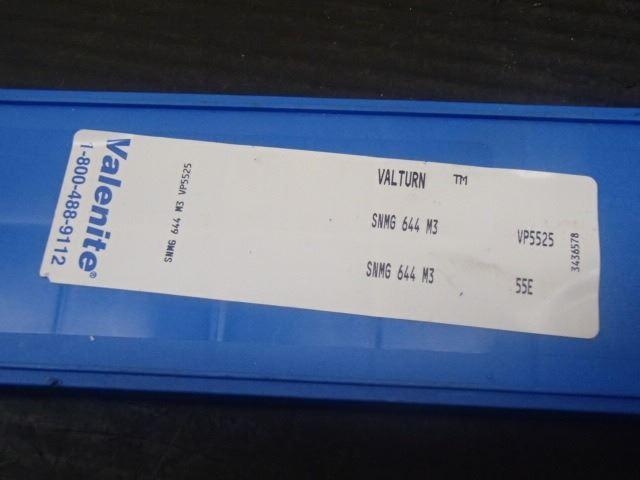 Valenite®
1-800-488-9112
SNMG 644 M3 VP5525
VALTURN TM
SNMG 644 M3 VP5525
SNMG 644 M3 55E
3436578